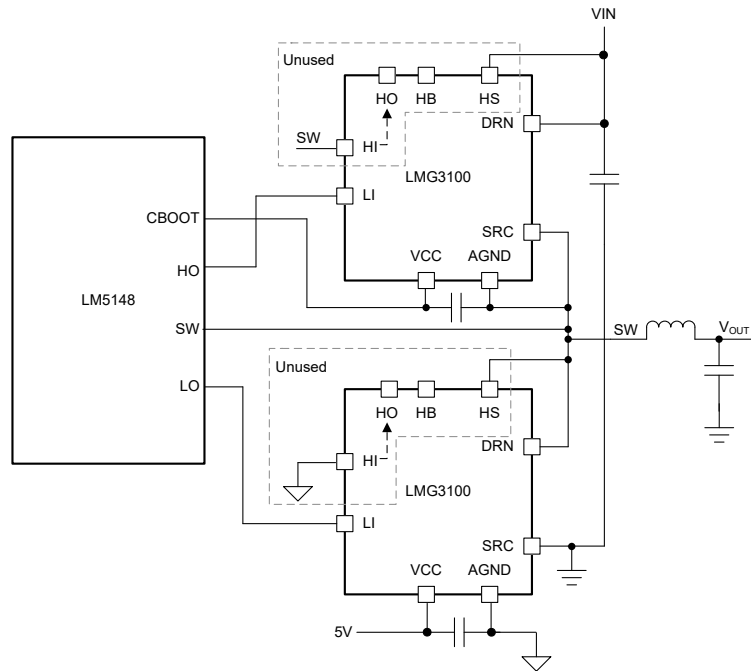 VIN
Unused
HO HB HS
DRN
SW
HI
LMG3100
LI
CBOOT
SRC
VCC AGND
HO
LM5148
SW
SW
VOUT
Unused
LO
HO HB HS
DRN
HI
LMG3100
LI
SRC
VCC AGND
5V